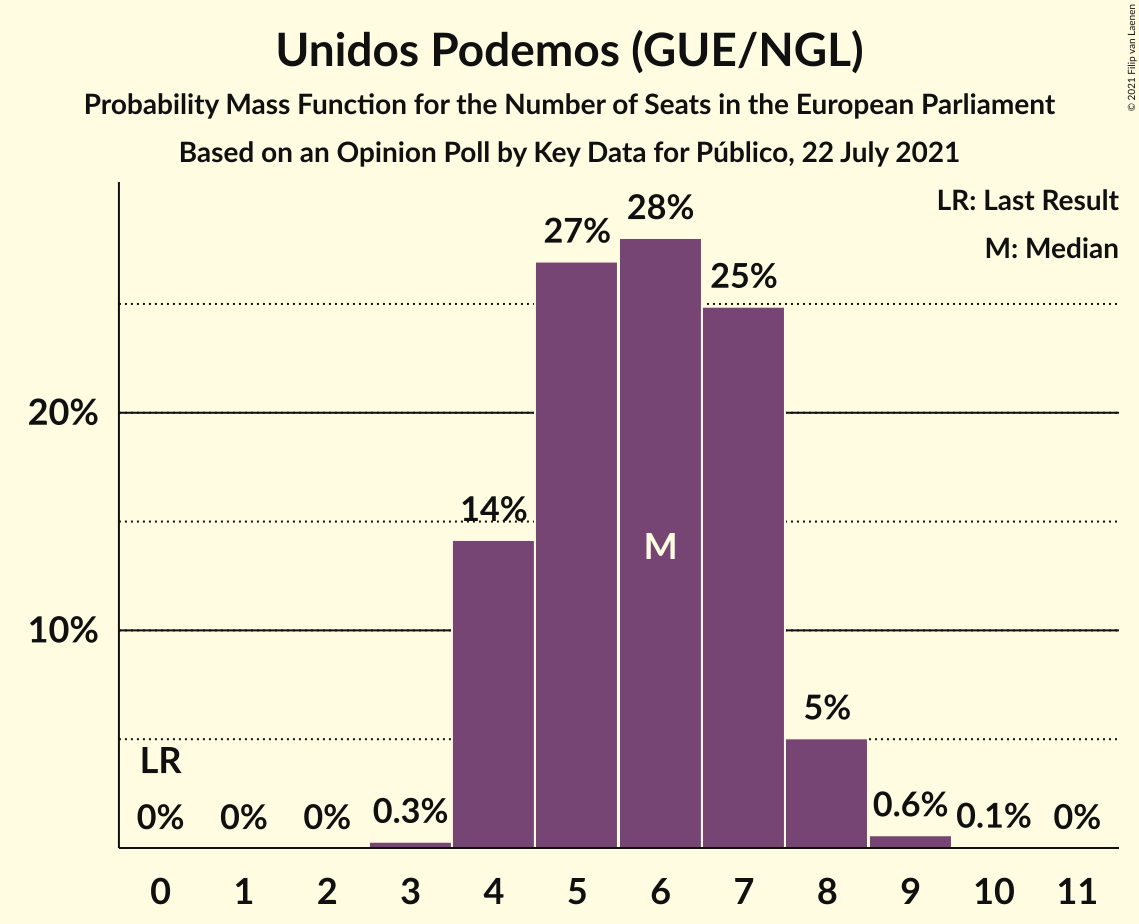 Unidos Podemos (GUE/NGL)
Probability Mass Function for the Number of Seats in the European Parliament
Based on an Opinion Poll by Key Data for Público, 22 July 2021
© 2021 Filip van Laenen
LR: Last Result
M: Median
28%
27%
25%
20%
14%
M
10%
5%
LR
0% 0% 0% 0.3% 0.6% 0.1% 0%
0 1 2 3 4 5 6 7 8 9 10 11